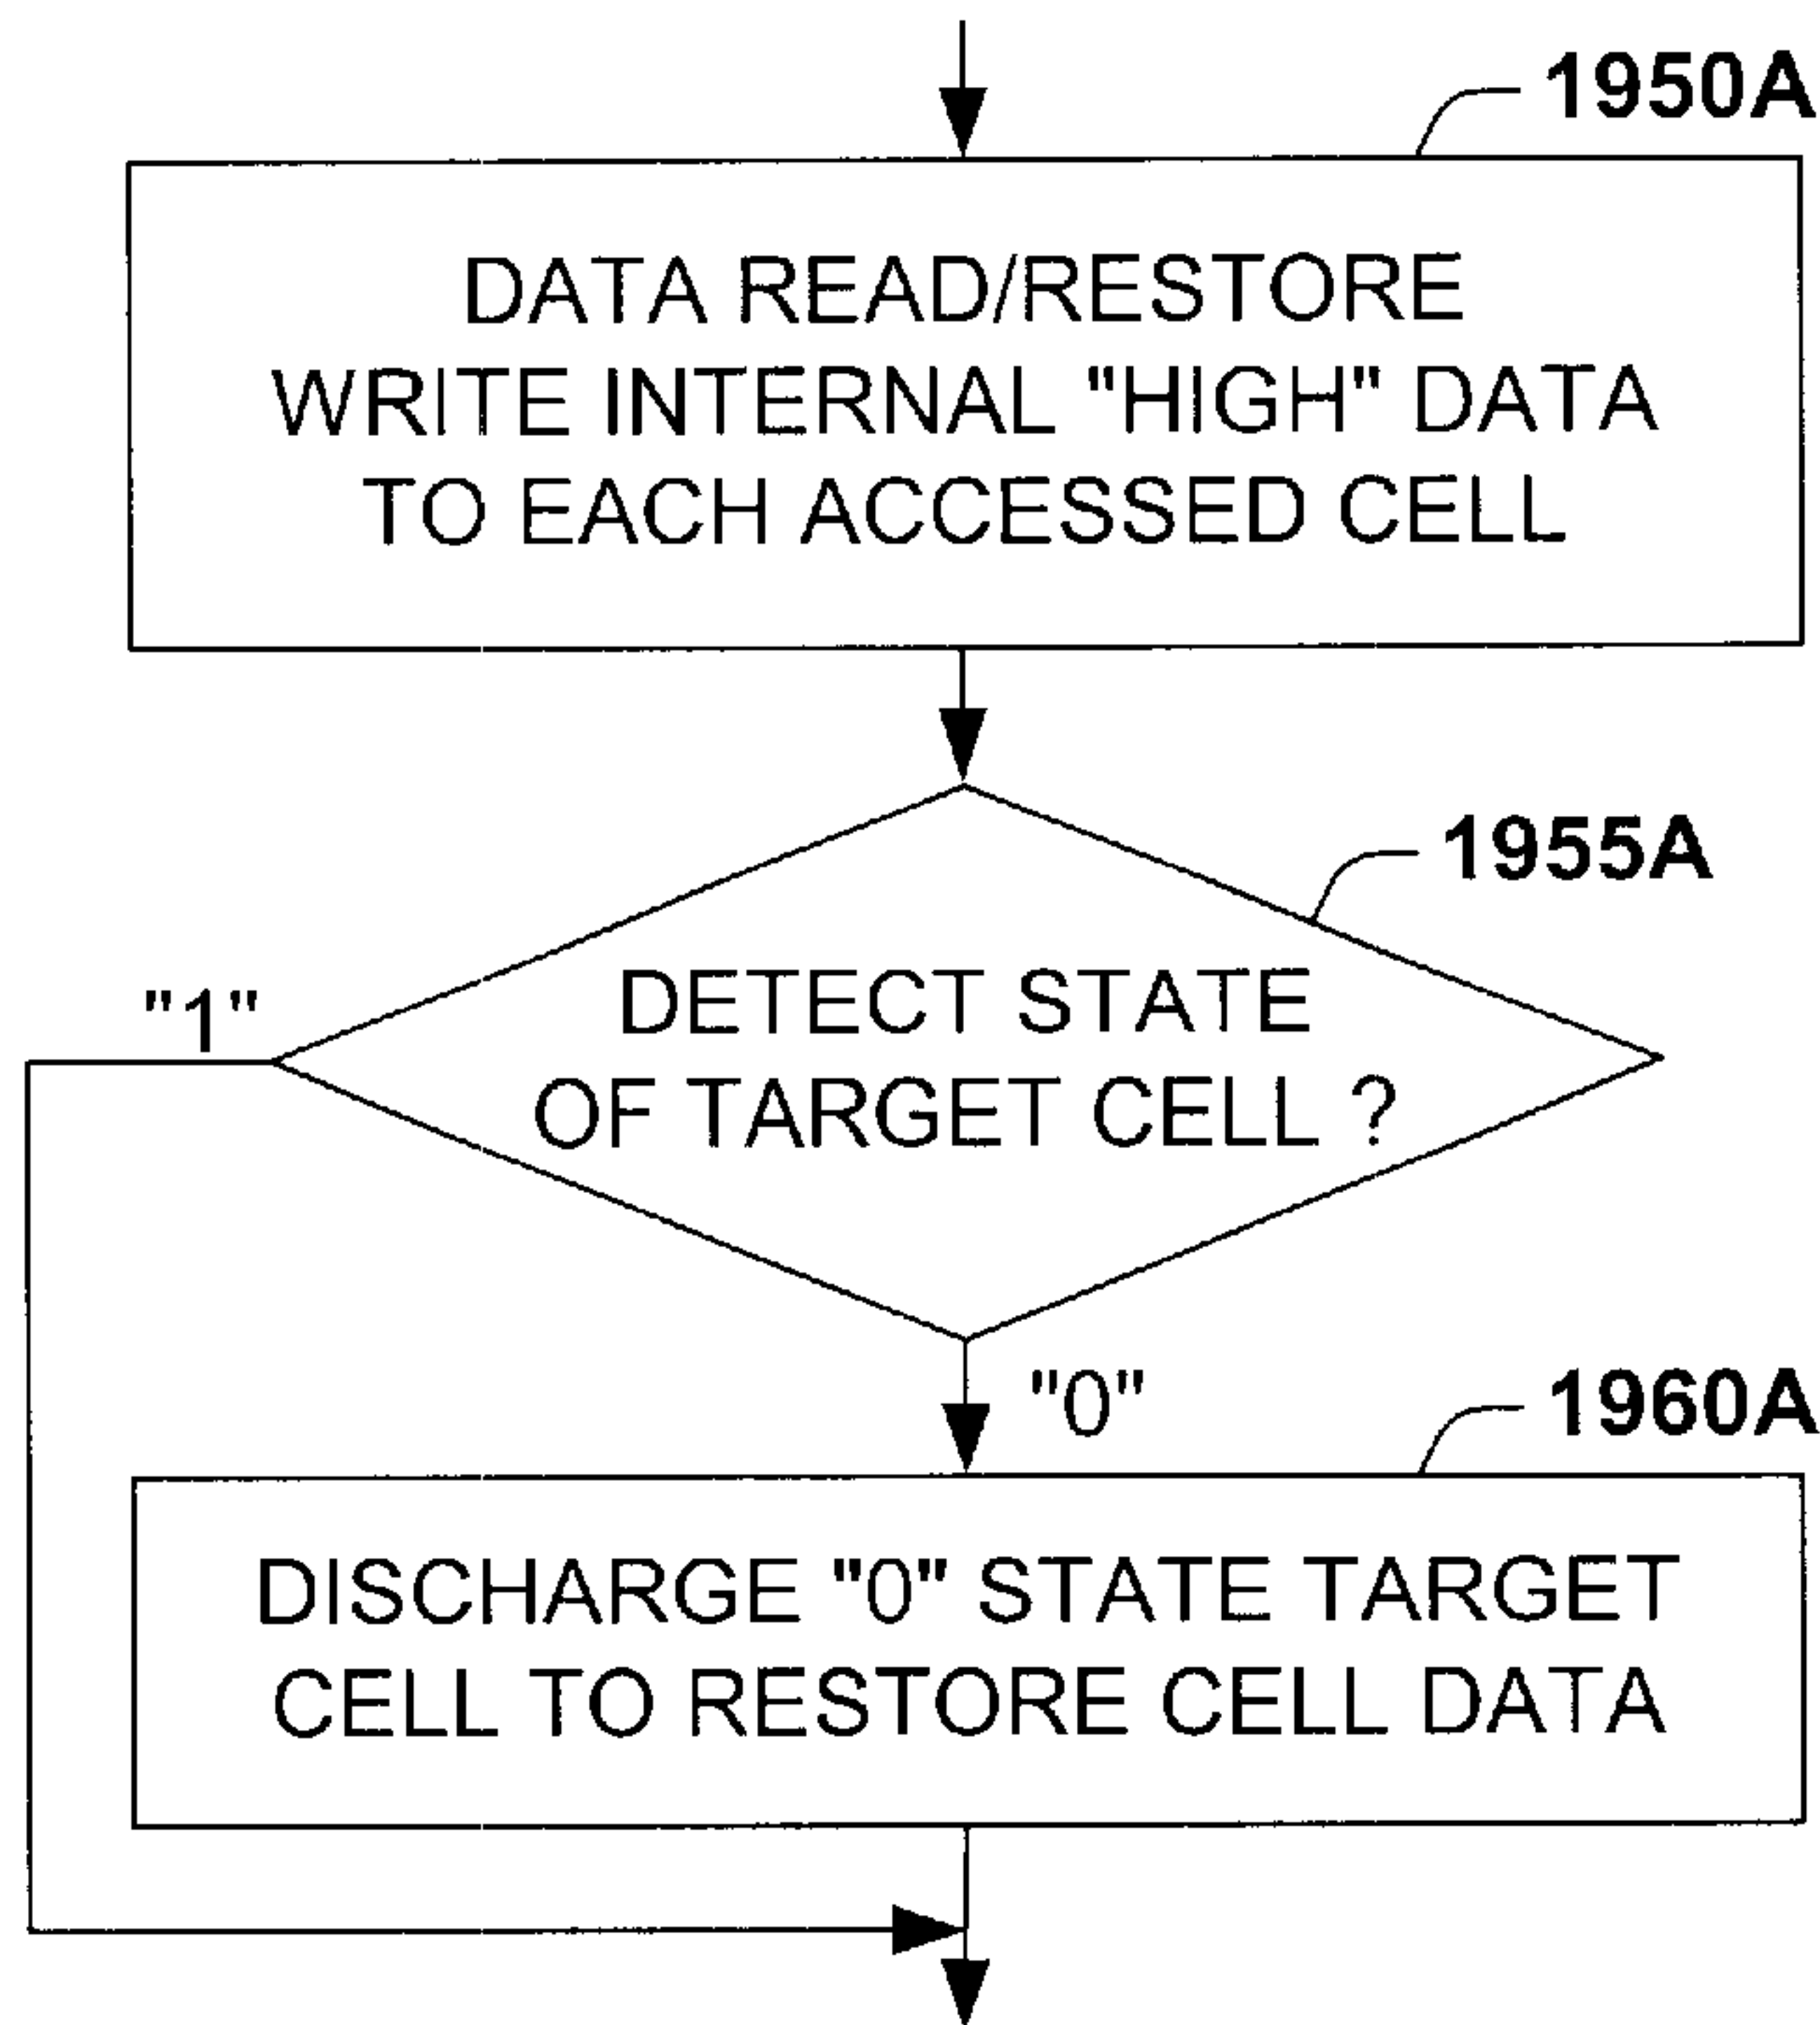 1950A
DATA READ/RESTORE
WRITE INTERNAL "HIGH" DATA
TO EACH ACCESSED CELL
1955A
"1"
DETECT STATE
OF TARGET CELL ?
"0"
1960A
DISCHARGE "0" STATE TARGET
CELL TO RESTORE CELL DATA